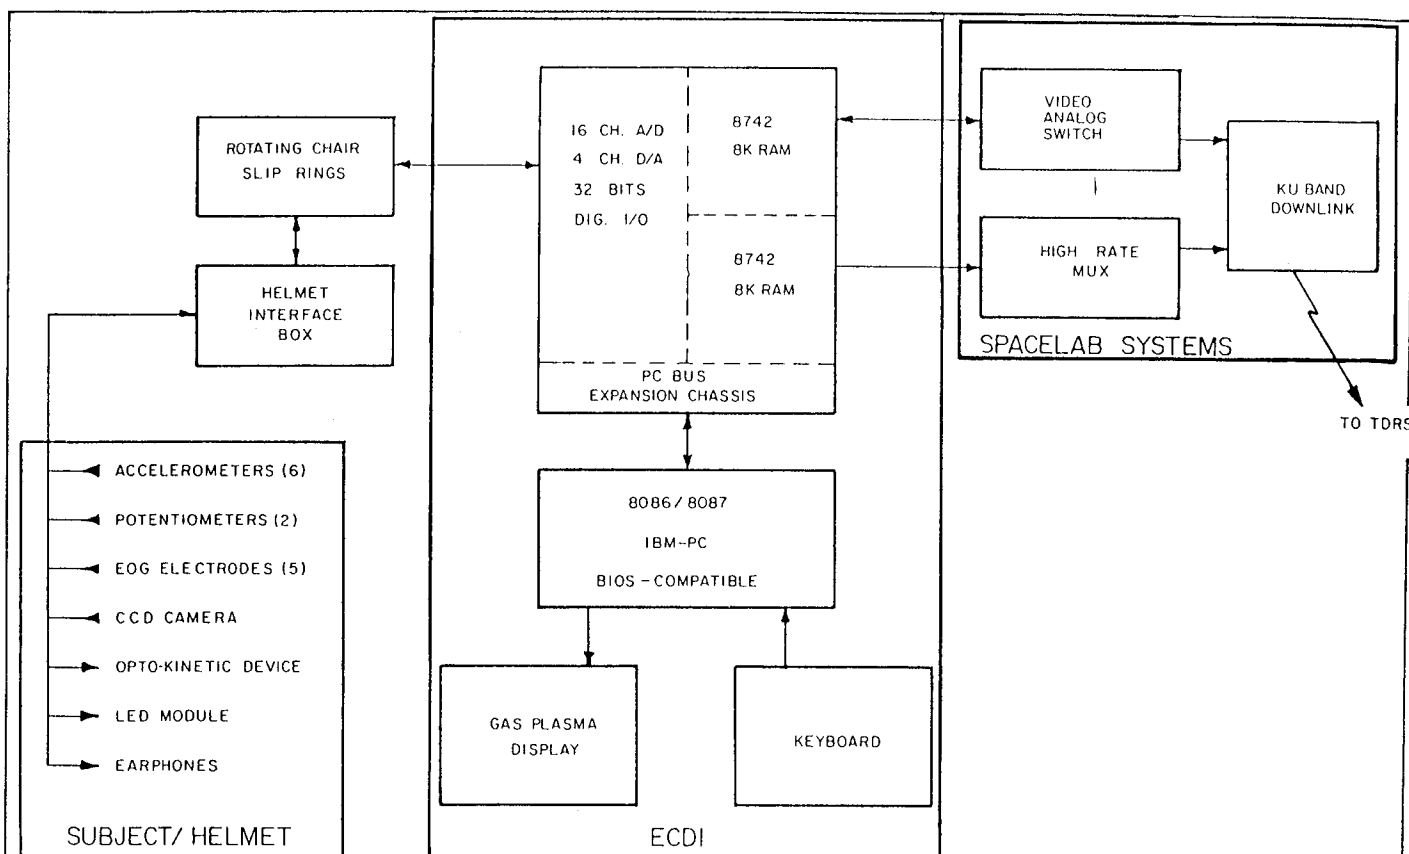 ROTATING CHAIR
SLIP RINGS
HELMET
INTERFACE
BOX
ACCELEROMETERS (6)
POTENTIOMETERS (2)
EOG ELECTRODES (5)
CCD CAMERA
OPTO-KINETIC DEVICE
LED MODULE
EARPHONES
SUBJECT/ HELMET
16 CH. A/D
4 CH. D/A
32 BITS
DIG. I/O
8742
8K RAM
8742
8K RAM
PC BUS
EXPANSION CHASSIS
8086/8087
IBM-PC
BIOS-COMPATIBLE
GAS PLASMA
DISPLAY
KEYBOARD
ECDI
VIDEO
ANALOG
SWITCH
HIGH RATE
MUX
KU BAND
DOWNLINK
SPACELAB SYSTEMS
TO TDRS